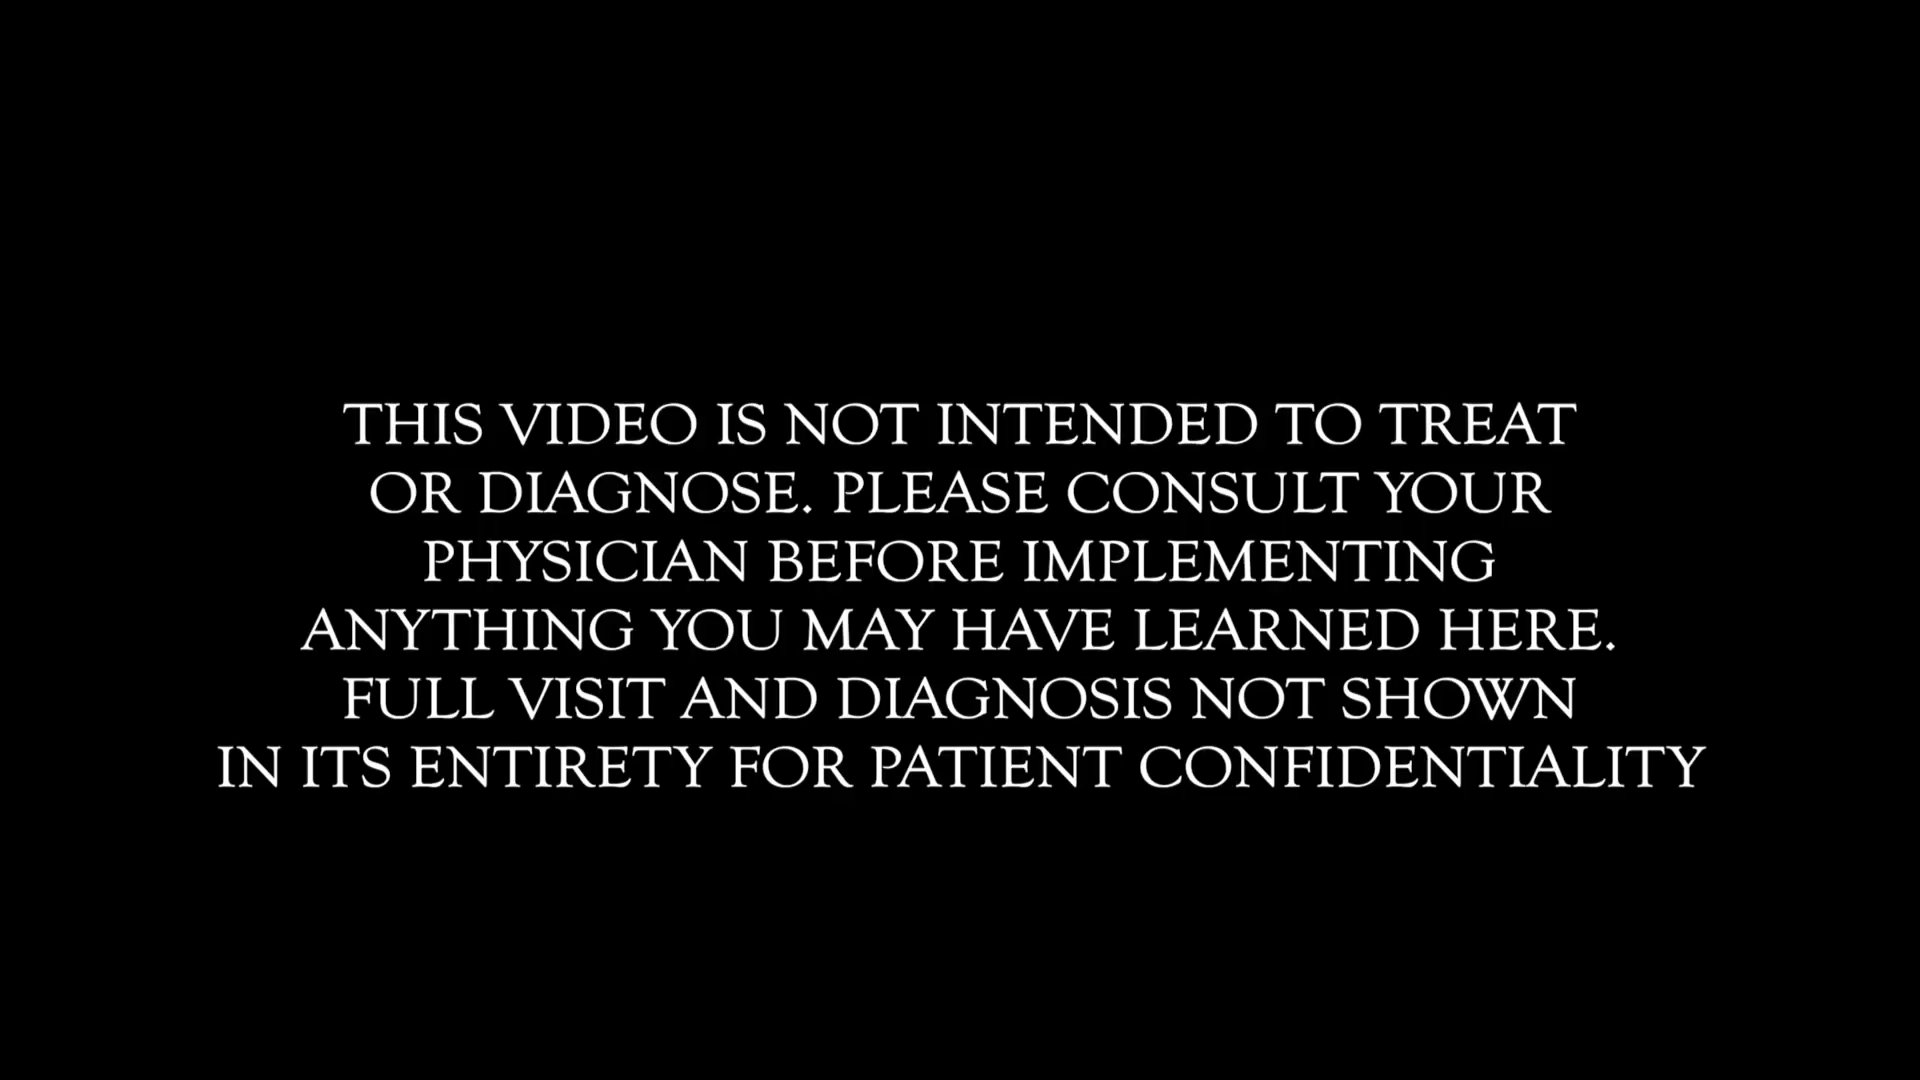 THIS VIDEO IS NOT INTENDED TO TREAT
OR DIAGNOSE. PLEASE CONSULT YOUR
PHYSICIAN BEFORE IMPLEMENTING
ANYTHING YOU MAY HAVE LEARNED HERE.
FULL VISIT AND DIAGNOSIS NOT SHOWN
IN ITS ENTIRETY FOR PATIENT CONFIDENTIALITY